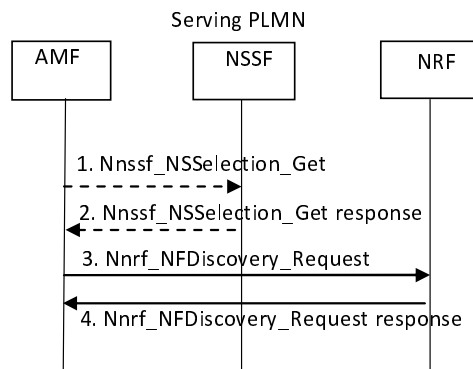 Serving PLMN
AMF
NSSF
NRF
1. Nnssf_NSSelection_Get
2. Nnssf_NSSelection_Get response
3. Nnrf_NFDiscovery_Request
4. Nnrf_NFDiscovery_Request response